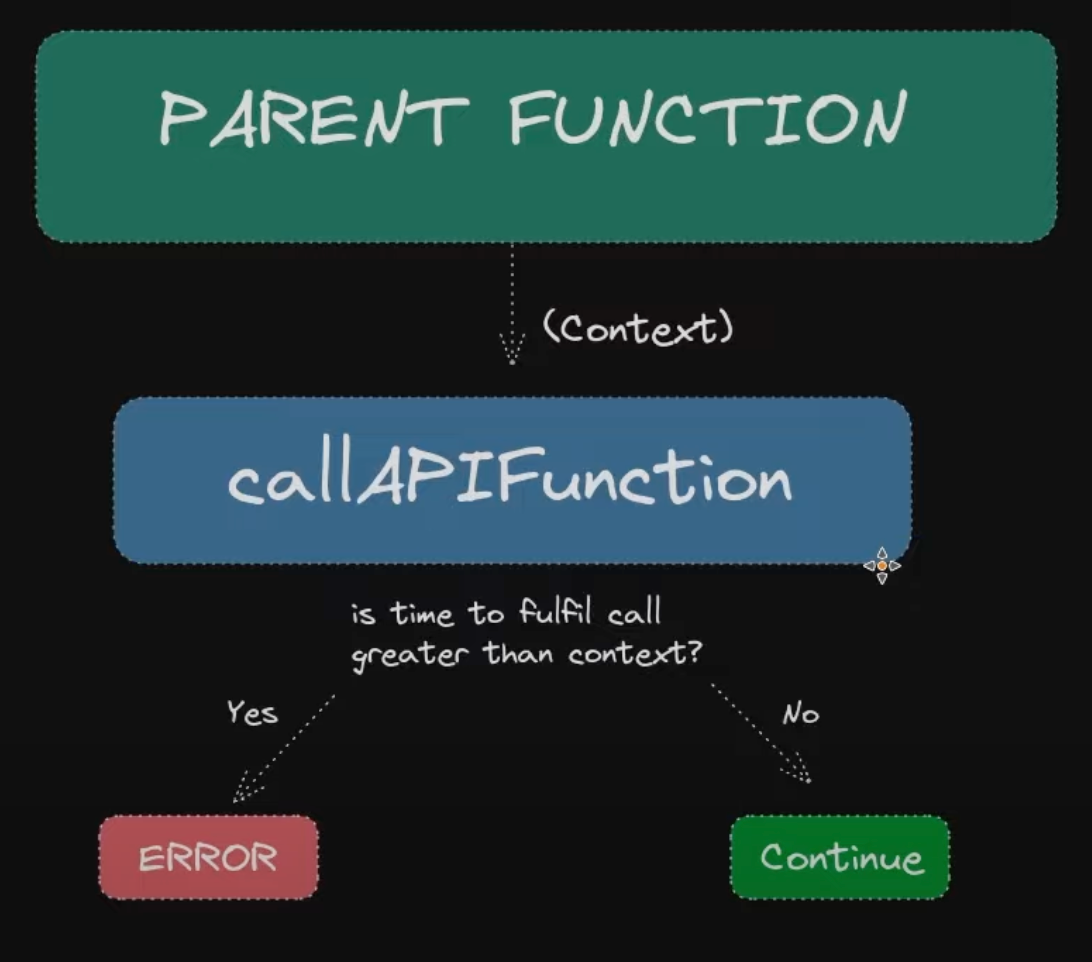 PARENT FUNCTION
(Context)
callAPIFunction
is time to fulfil call
greater than context?
Yes
No
ERROR
Continue